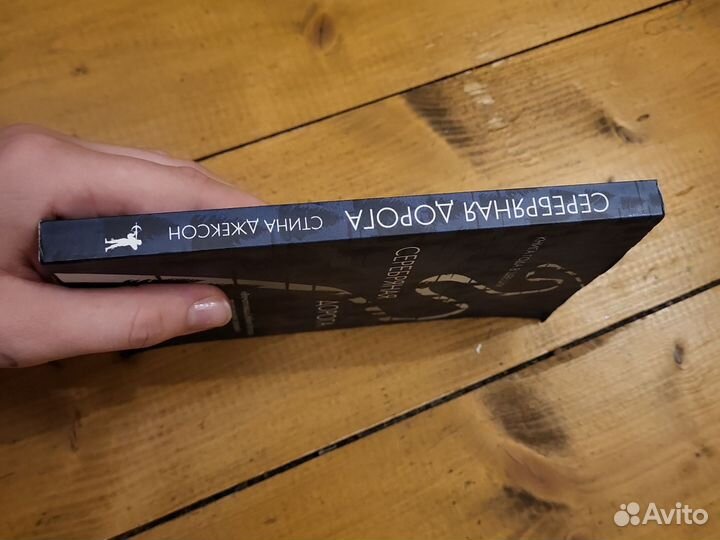 СЕРЕБРЯНАЯ ДОРОГА СТИНА ДЖЕКСОН
СЕРЕБРЯНАЯ
ДОРОГА
Avito